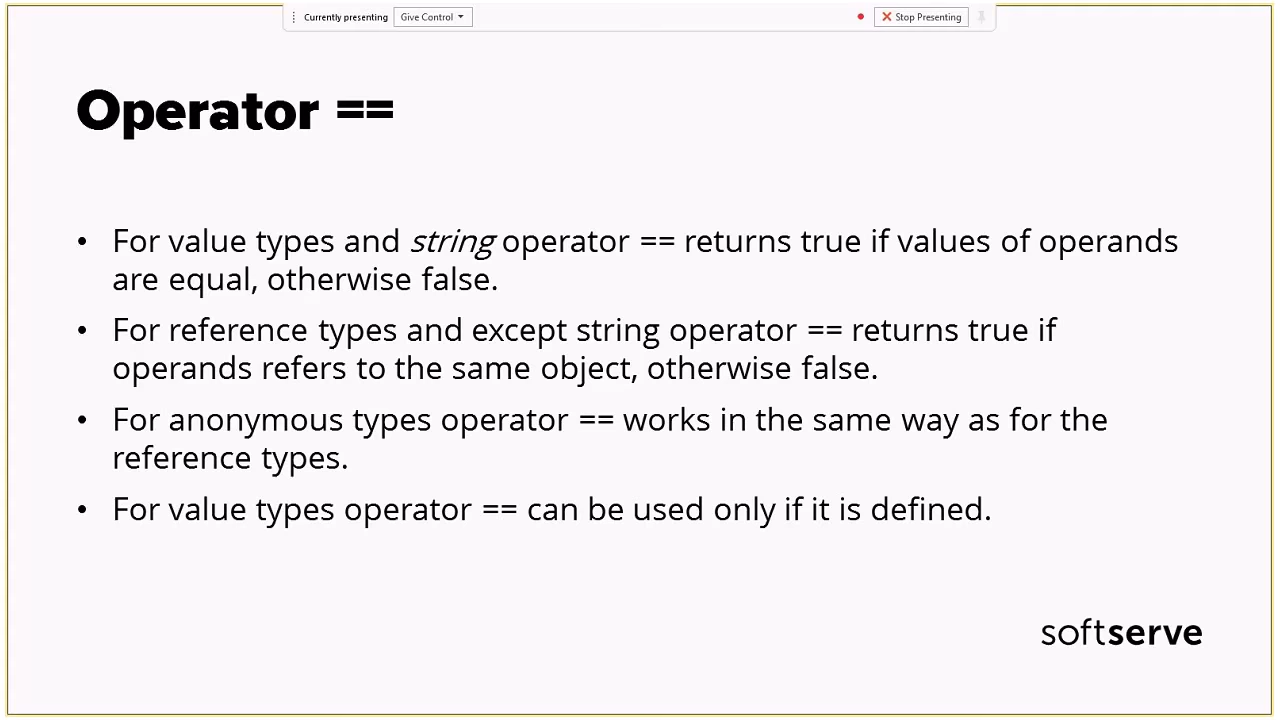 Currently presenting Give Control Stop Presenting
Operator ==
• For value types and string operator == returns true if values of operands
are equal, otherwise false.
• For reference types and except string operator == returns true if
operands refers to the same object, otherwise false.
• For anonymous types operator == works in the same way as for the
reference types.
• For value types operator == can be used only if it is defined.
softserve